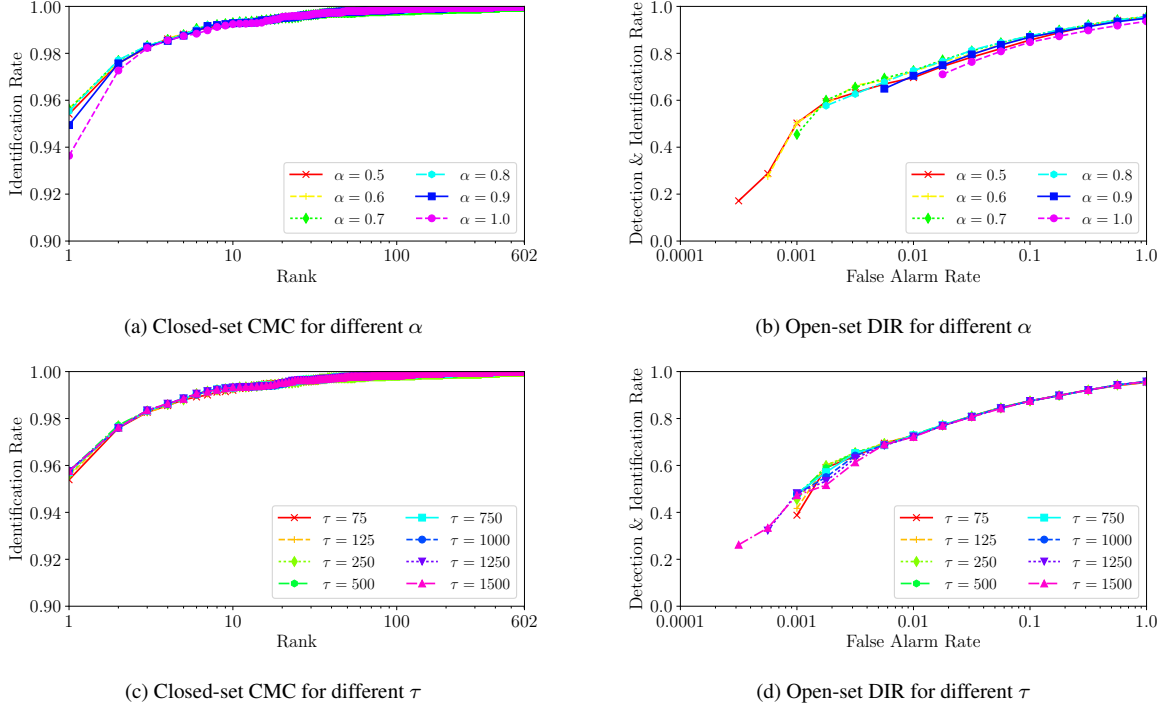 1.00
0.98
0.96
0.94
0.92
0.90
Identification Rate
α = 0.5
α = 0.6
α = 0.7
α = 0.8
α = 0.9
α = 1.0
1 10 100 602
Rank
(a) Closed-set CMC for different α
1.0
0.8
0.6
0.4
0.2
0.0
Detection & Identification Rate
α = 0.5
α = 0.6
α = 0.7
α = 0.8
α = 0.9
α = 1.0
0.0001 0.001 0.01 0.1 1.0
False Alarm Rate
(b) Open-set DIR for different α
1.00
0.98
0.96
0.94
0.92
0.90
Identification Rate
τ = 75
τ = 125
τ = 250
τ = 500
τ = 750
τ = 1000
τ = 1250
τ = 1500
1 10 100 602
Rank
(c) Closed-set CMC for different τ
1.0
0.8
0.6
0.4
0.2
0.0
Detection & Identification Rate
τ = 75
τ = 125
τ = 250
τ = 500
τ = 750
τ = 1000
τ = 1250
τ = 1500
0.0001 0.001 0.01 0.1 1.0
False Alarm Rate
(d) Open-set DIR for different τ